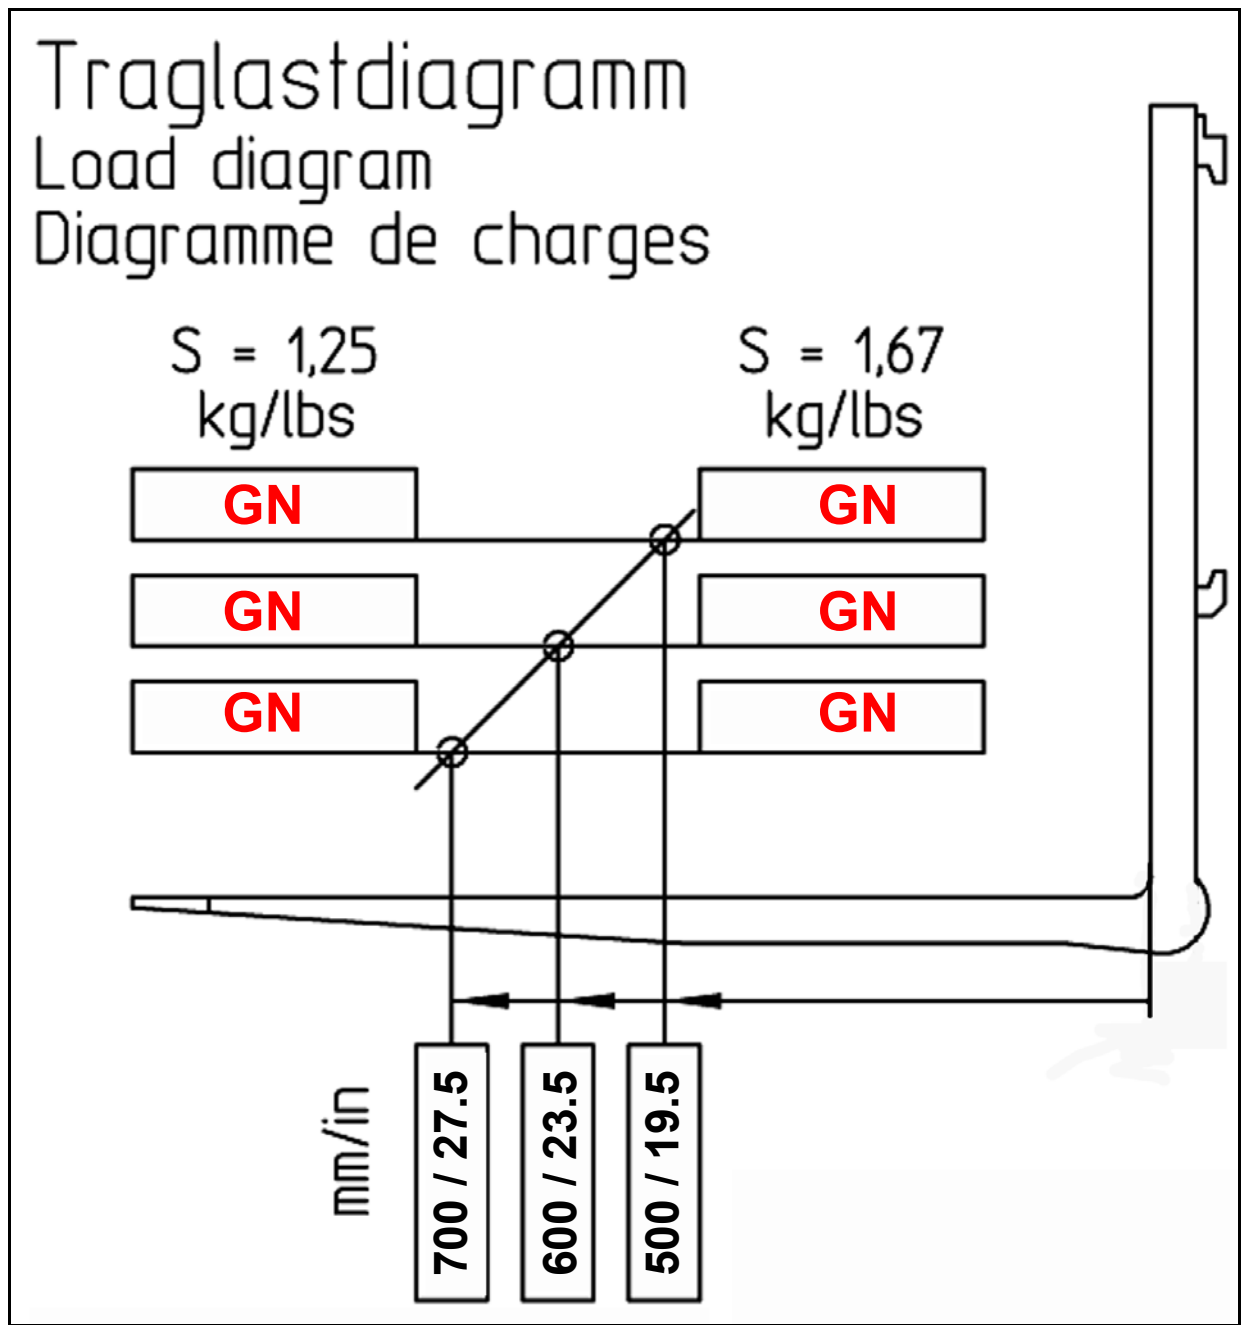 Traglastdiagramm
Load diagram
Diagramme de charges
S = 1,25
kg/lbs
S = 1,67
kg/lbs
GN
GN
GN
GN
GN
GN
mm/in
700 / 27.5
600 / 23.5
500 / 19.5